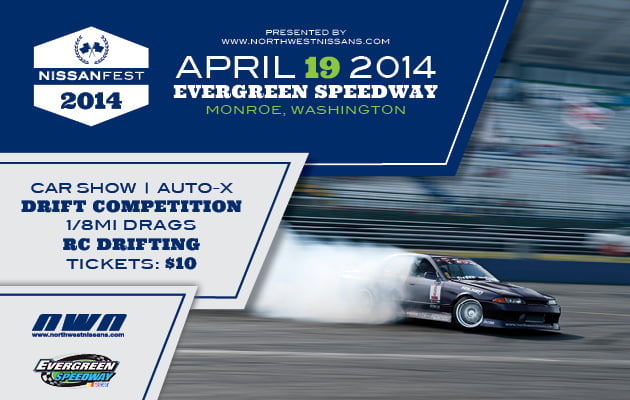 PRESENTED BY
WWW.NORTHWESTNISSANS.COM
NISSANFEST
2014
APRIL 19 2014
EVERGREEN SPEEDWAY
MONROE, WASHINGTON
CAR SHOW | AUTO-X
DRIFT COMPETITION
1/8MI DRAGS
RC DRIFTING
TICKETS: $10
NWN
www.northwestnissans.com
EVERGREEN
SPEEDWAY